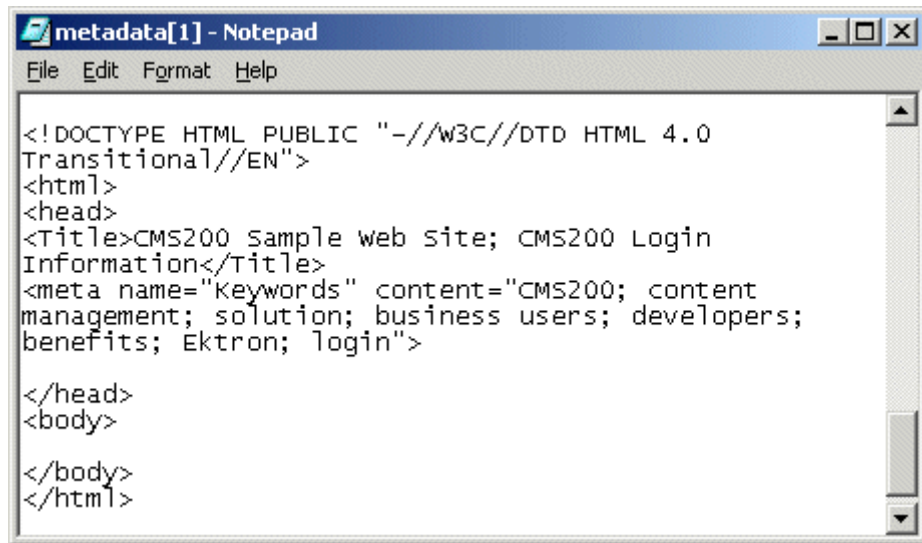 metadata[1] - Notepad
File Edit Format Help
<!DOCTYPE HTML PUBLIC "-//W3C//DTD HTML 4.0
Transitional//EN">
<html>
<head>
<Title>CMS200 Sample Web Site; CMS200 Login
Information</Title>
<meta name="Keywords" content="CMS200; content
management; solution; business users; developers;
benefits; Ektron; login">
</head>
<body>
</body>
</html>